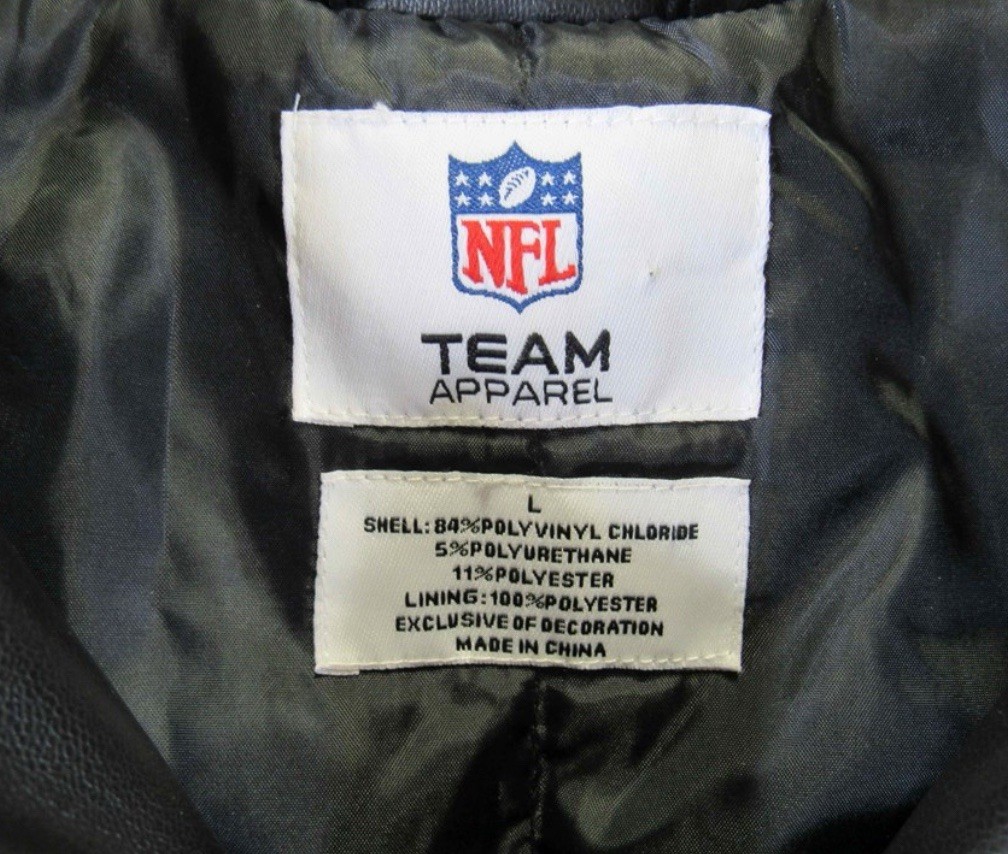 NFL
TEAM
APPAREL
L
SHELL: 84%POLYVINYL CHLORIDE
5%POLYURETHANE
11%POLYESTER
LINING:100%POLYESTER
EXCLUSIVE OF DECORATION
MADE IN CHINA